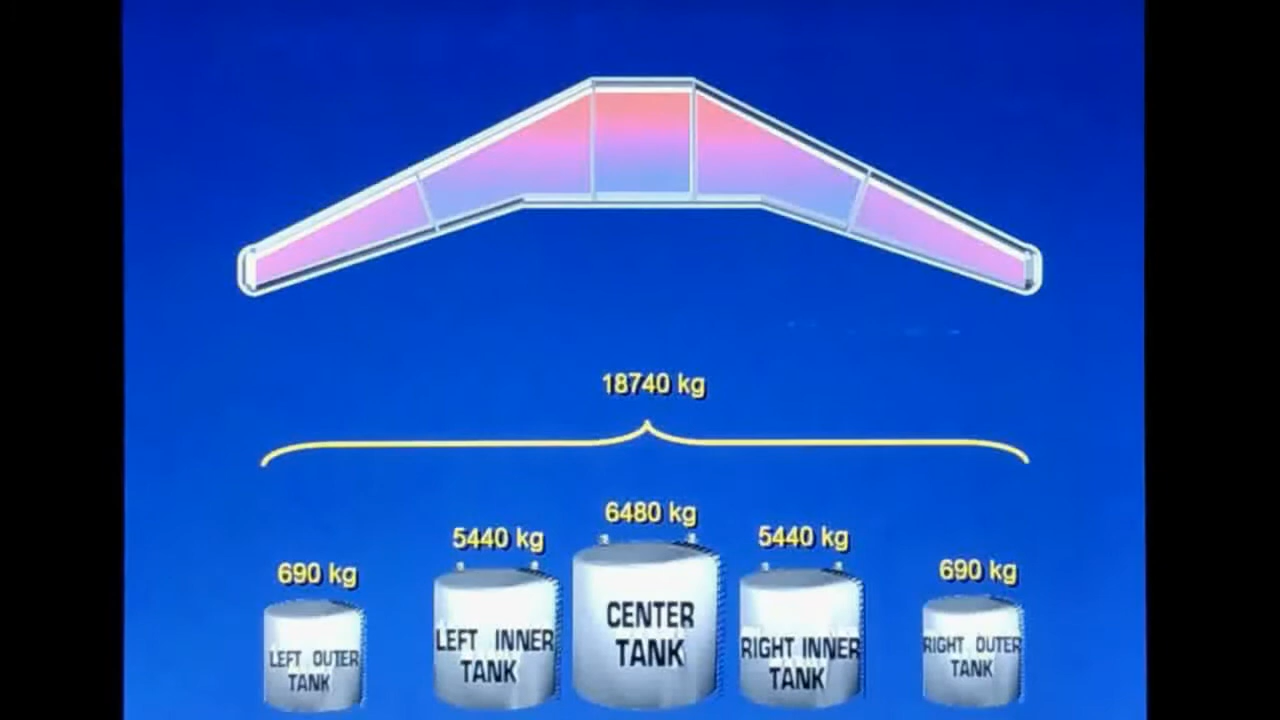 18740 kg
6480 kg
5440 kg
5440 kg
690 kg
690 kg
CENTER
TANK
LEFT INNER
TANK
RIGHT INNER
TANK
LEFT OUTER
TANK
RIGHT OUTER
TANK